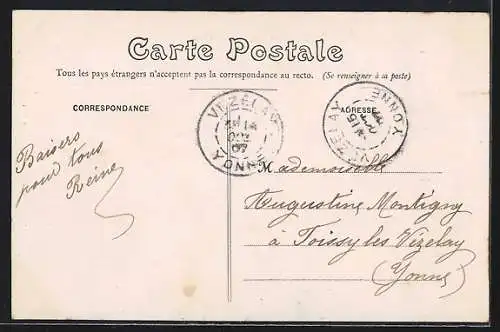 Carte Postale
Tous les pays étrangers n'acceptent pas la correspondance au recto. (Se renseigner à la poste)
CORRESPONDANCE
ADRESSE
VEZELAY
YONNE
VEZELAY
YONNE
Baisers
pour tous
Reine
Mademoiselle
Augustine Montigny
à Foissy les Vizelay
(Yonne)